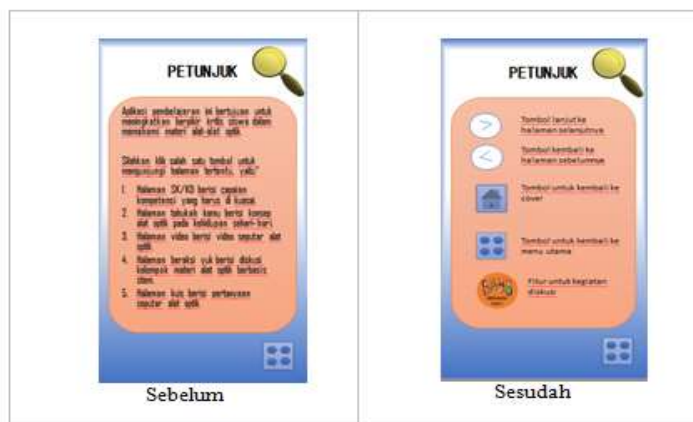 PETUNJUK
Aplikasi pembelajaran ini bertujuan untuk
meningkatkan berpikir kritis siswa dalam
memahami materi alat-alat optik
Silahkan klik salah satu tombol untuk
mengunjungi halaman tertentu, yaitu"
1. Halaman SK/KD berisi capaian
kompetensi yang harus di kuasai
2. Halaman tahukah kamu berisi konsep
alat optik pada kehidupan sehari-hari.
3. Halaman video berisi video seputar alat
optik
4. Halaman beraksi yuk berisi diskusi
kelompok materi alat optik berbasis
stem.
5. Halaman kuis berisi pertanyaan
seputar alat optik
Sebelum
PETUNJUK
Tombol lanjut ke
halaman selanjutnya
Tombol kembali ke
halaman sebelumnya
Tombol untuk kembali ke
cover
Tombol untuk kembali ke
menu utama
Fitur untuk kegiatan
diskusi
Sesudah